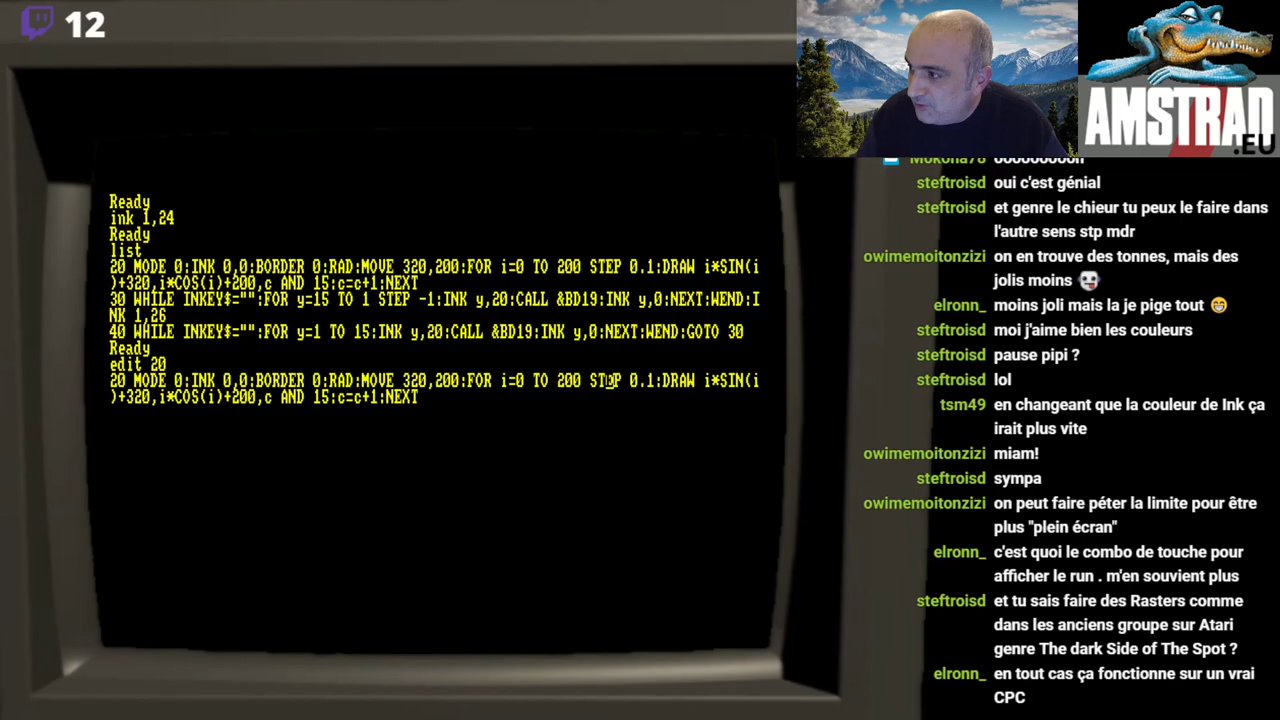 12
Ready
ink 1,24
Ready
list
20 MODE 0:INK 0,0:BORDER 0:RAD:MOVE 320,200:FOR i=0 TO 200 STEP 0.1:DRAW i*SIN(i
)+320,i*COS(i)+200,c AND 15:c=c+1:NEXT
30 WHILE INKEY$="":FOR y=15 TO 1 STEP -1:INK y,20:CALL &BD19:INK y,0:NEXT:WEND:I
NK 1,26
40 WHILE INKEY$="":FOR y=1 TO 15:INK y,20:CALL &BD19:INK y,0:NEXT:WEND:GOTO 30
Ready
edit 20
20 MODE 0:INK 0,0:BORDER 0:RAD:MOVE 320,200:FOR i=0 TO 200 STEP 0.1:DRAW i*SIN(i
)+320,i*COS(i)+200,c AND 15:c=c+1:NEXT
AMSTRAD
.EU
steftroisd oui c'est génial
steftroisd et genre le chieur tu peux le faire dans
l'autre sens stp mdr
owimemoitonzizi on en trouve des tonnes, mais des
jolis moins
elronn_ moins joli mais la je pige tout
steftroisd moi j'aime bien les couleurs
steftroisd pause pipi ?
steftroisd lol
tsm49 en changeant que la couleur de Ink ça
irait plus vite
owimemoitonzizi miam!
steftroisd sympa
owimemoitonzizi on peut faire péter la limite pour être
plus "plein écran"
elronn_ c'est quoi le combo de touche pour
afficher le run . m'en souvient plus
steftroisd et tu sais faire des Rasters comme
dans les anciens groupe sur Atari
genre The dark Side of The Spot ?
elronn_ en tout cas ça fonctionne sur un vrai
CPC